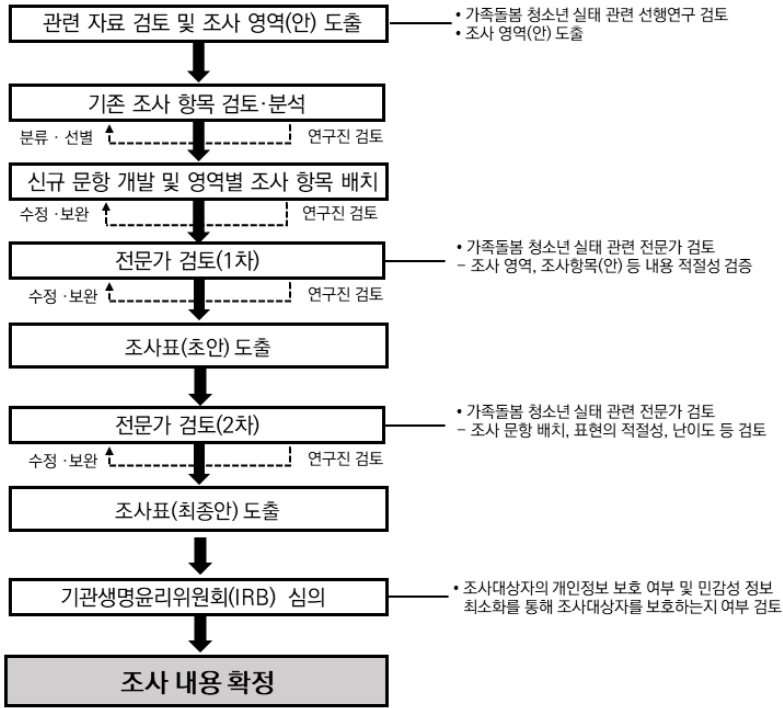 관련 자료 검토 및 조사 영역(안) 도출
• 가족돌봄 청소년 실태 관련 선행연구 검토
• 조사 영역(안) 도출
기존 조사 항목 검토·분석
분류 · 선별
연구진 검토
신규 문항 개발 및 영역별 조사 항목 배치
수정 ·보완
연구진 검토
전문가 검토(1차)
• 가족돌봄 청소년 실태 관련 전문가 검토
– 조사 영역, 조사항목(안) 등 내용 적절성 검증
수정 ·보완
연구진 검토
조사표(초안) 도출
전문가 검토(2차)
• 가족돌봄 청소년 실태 관련 전문가 검토
– 조사 문항 배치, 표현의 적절성, 난이도 등 검토
수정 ·보완
연구진 검토
조사표(최종안) 도출
기관생명윤리위원회(IRB) 심의
• 조사대상자의 개인정보 보호 여부 및 민감성 정보
최소화를 통해 조사대상자를 보호하는지 여부 검토
조사 내용 확정